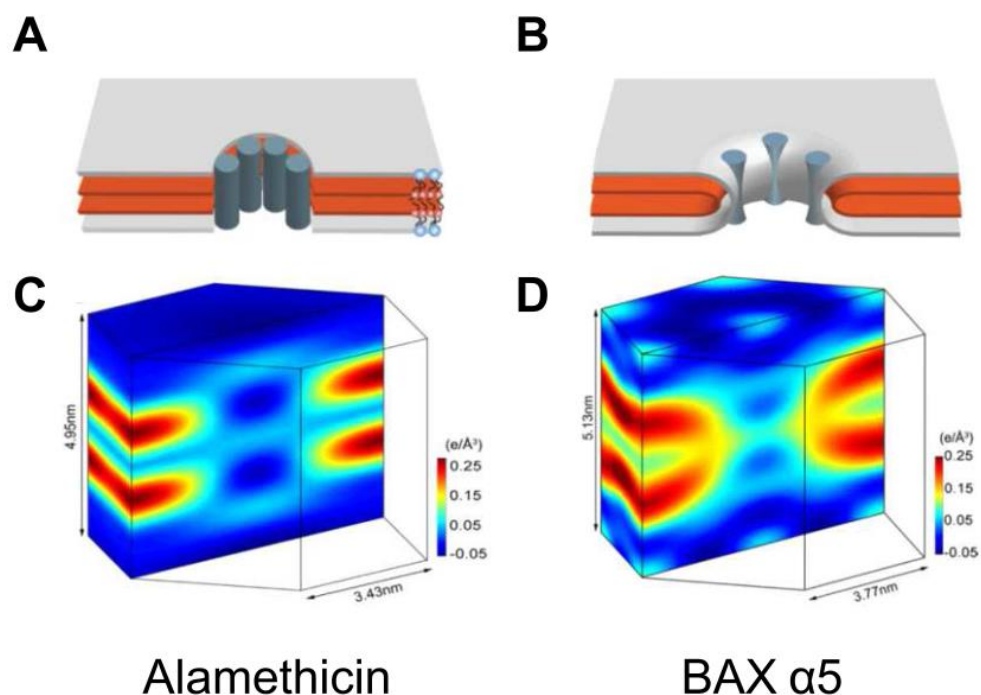 A
B
C
D
4.95nm
3.43nm
(e/Å³)
0.25
0.15
0.05
-0.05
5.13nm
3.77nm
(e/Å³)
0.25
0.15
0.05
-0.05
Alamethicin
BAX α5